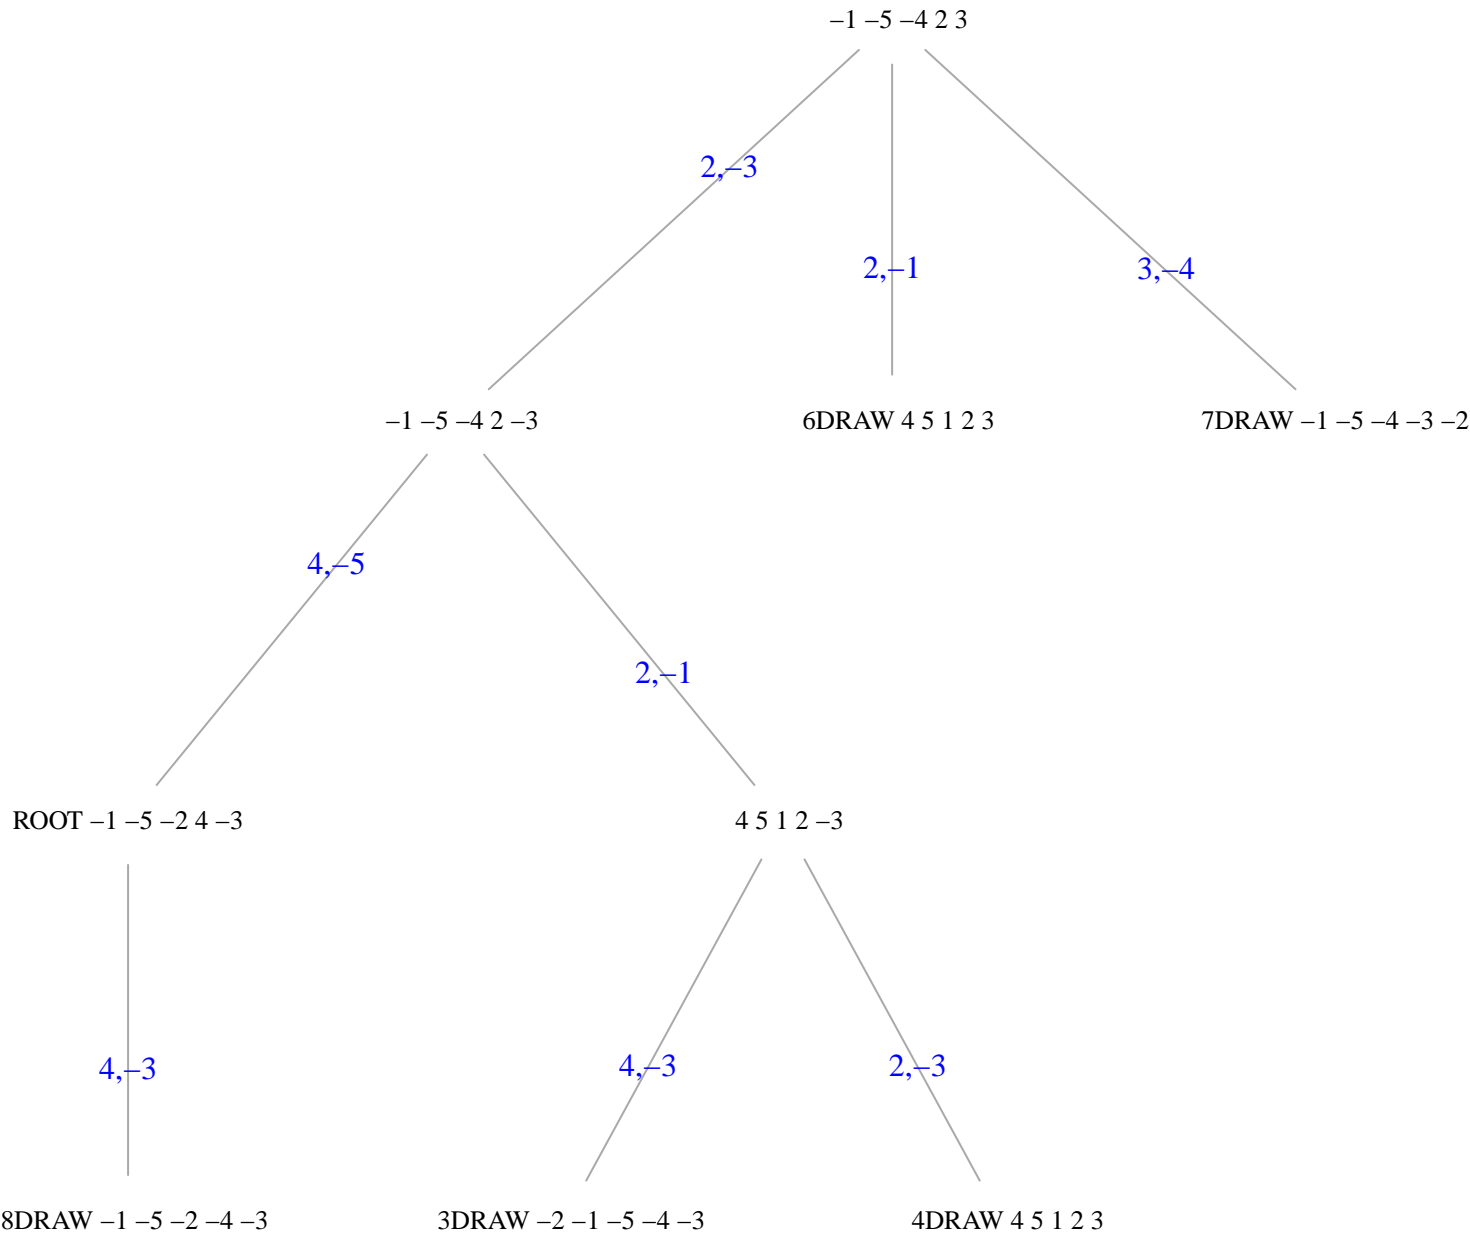 –1 –5 –4 2 3
2,–3
2,–1
3,–4
–1 –5 –4 2 –3
6DRAW 4 5 1 2 3
7DRAW –1 –5 –4 –3 –2
4,–5
2,–1
ROOT –1 –5 –2 4 –3
4 5 1 2 –3
4,–3
4,–3
2,–3
8DRAW –1 –5 –2 –4 –3
3DRAW –2 –1 –5 –4 –3
4DRAW 4 5 1 2 3